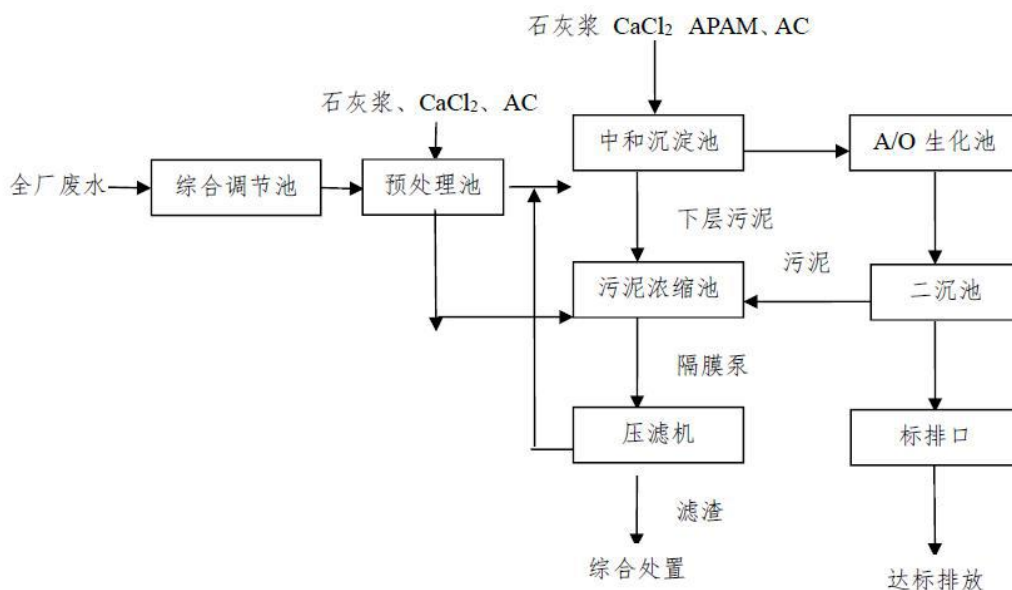 石灰浆 CaCl₂ APAM、AC
石灰浆、CaCl₂、AC
中和沉淀池
A/O 生化池
全厂废水
综合调节池
预处理池
下层污泥
污泥
污泥浓缩池
二沉池
隔膜泵
压滤机
标排口
滤渣
综合处置
达标排放